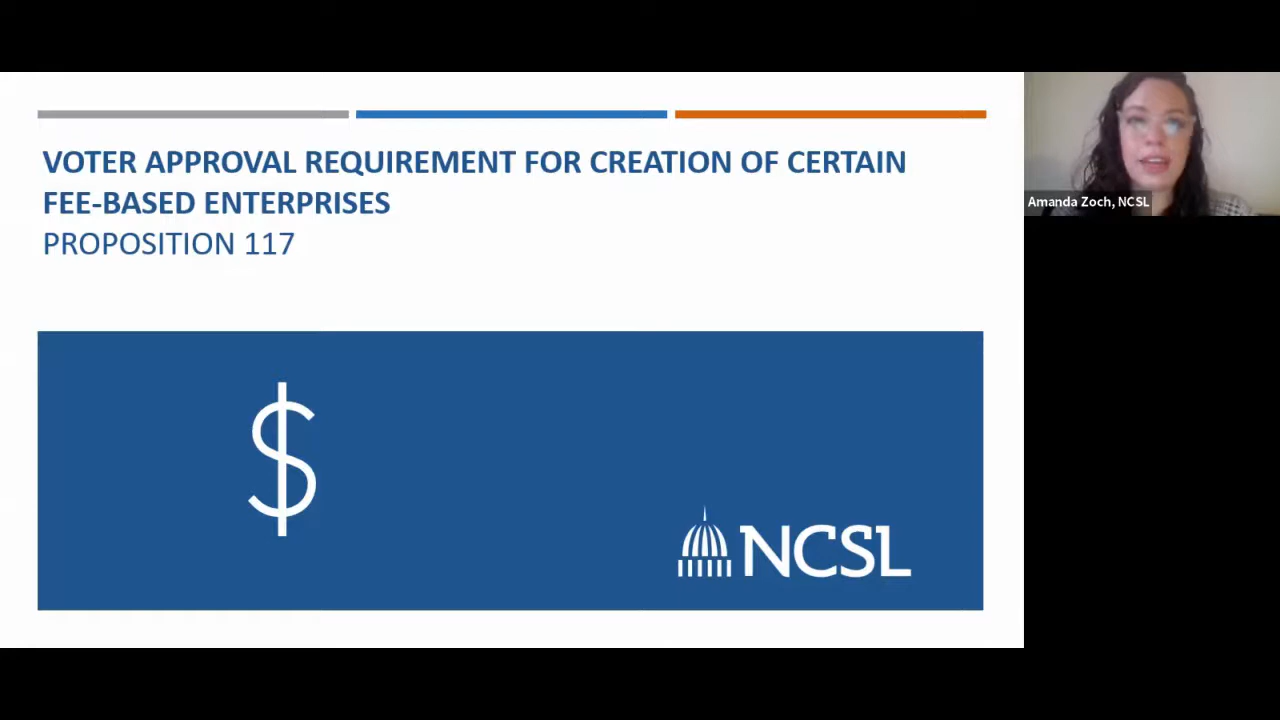 VOTER APPROVAL REQUIREMENT FOR CREATION OF CERTAIN
FEE-BASED ENTERPRISES
PROPOSITION 117
$
NCSL
Amanda Zoch, NCSL